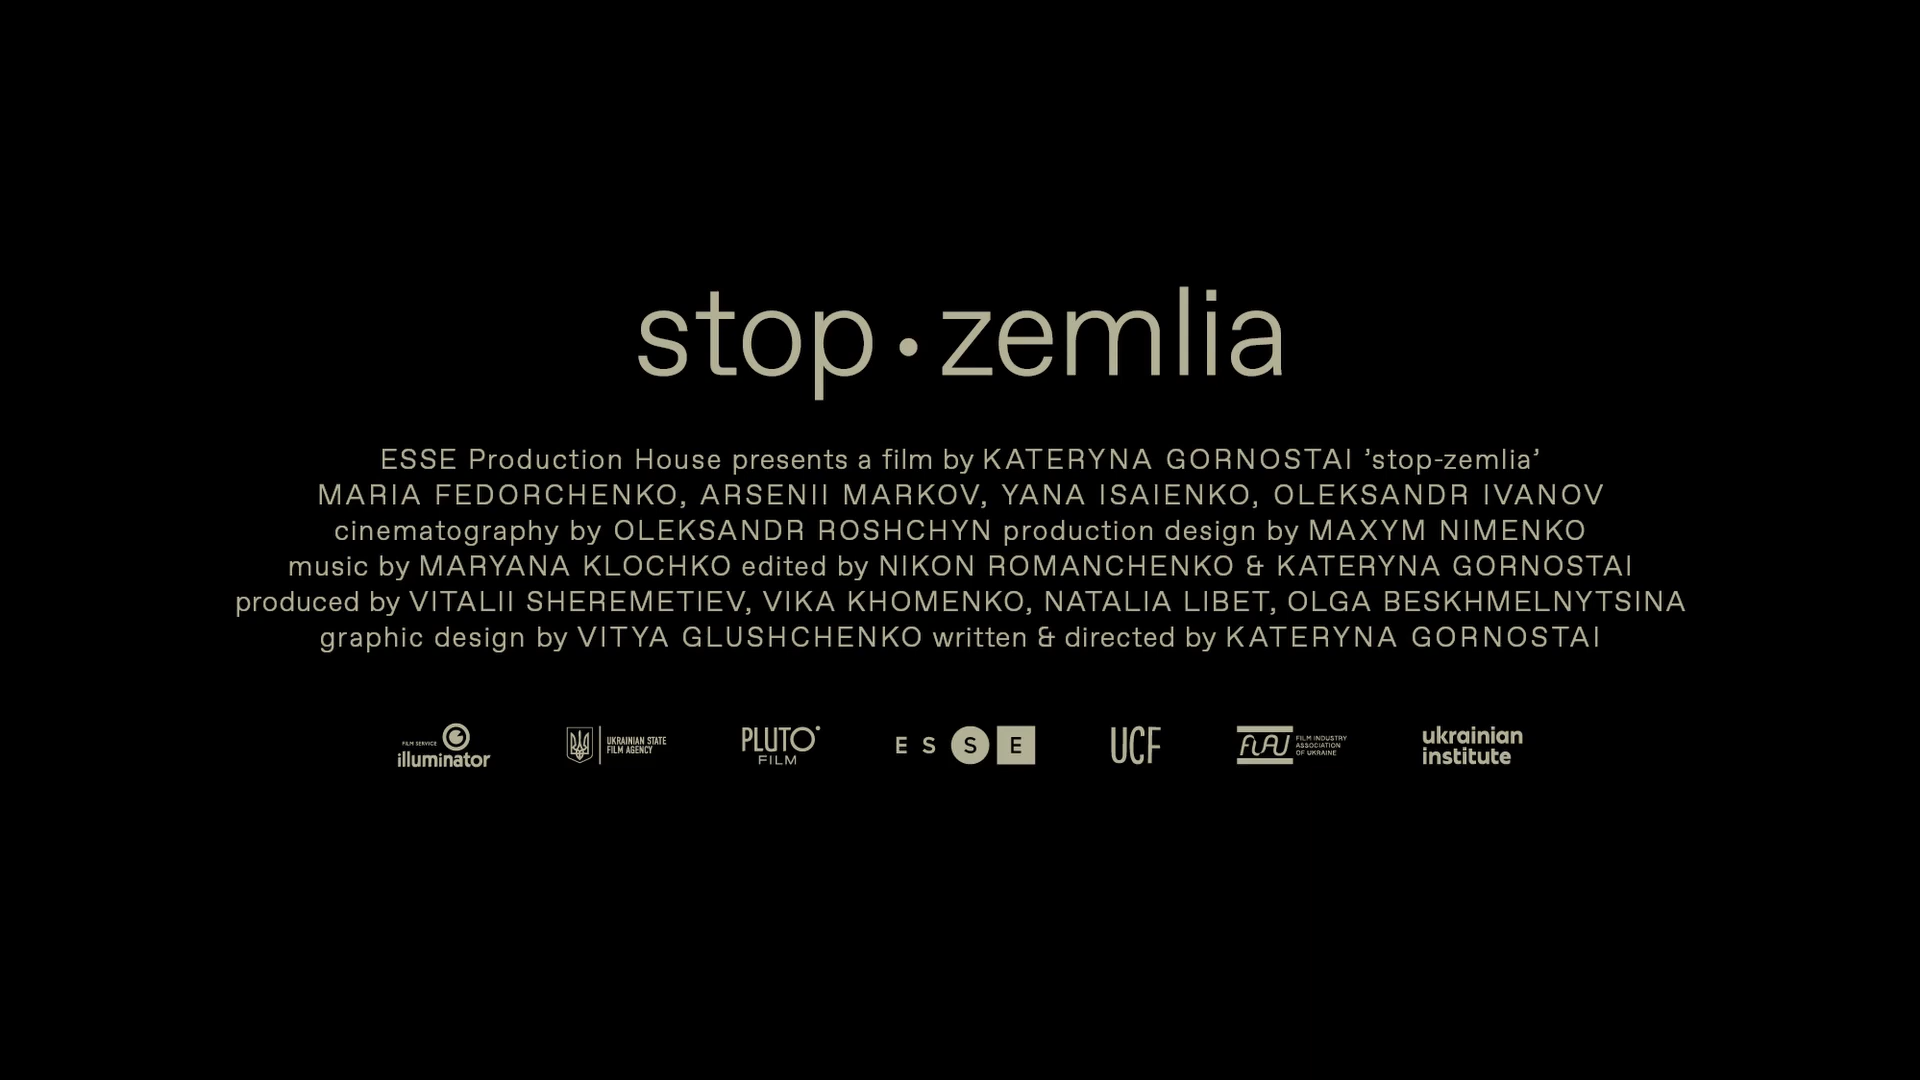 stop · zemlia
ESSE Production House presents a film by KATERYNA GORNOSTAI ’stop-zemlia’
MARIA FEDORCHENKO, ARSENII MARKOV, YANA ISAIENKO, OLEKSANDR IVANOV
cinematography by OLEKSANDR ROSHCHYN production design by MAXYM NIMENKO
music by MARYANA KLOCHKO edited by NIKON ROMANCHENKO & KATERYNA GORNOSTAI
produced by VITALII SHEREMETIEV, VIKA KHOMENKO, NATALIA LIBET, OLGA BESKHMELNYTSINA
graphic design by VITYA GLUSHCHENKO written & directed by KATERYNA GORNOSTAI
FILM SERVICE
illuminator
UKRAINIAN STATE
FILM AGENCY
PLUTO
FILM
E S S E
UCF
FILM INDUSTRY
ASSOCIATION
OF UKRAINE
ukrainian
institute